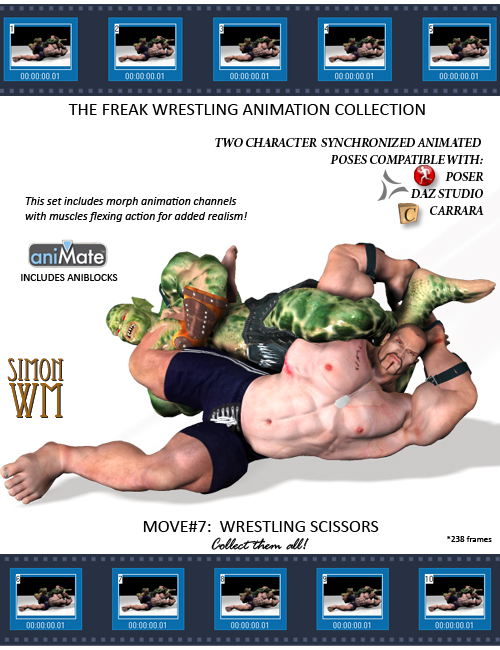 1 2 3 4 5
00:00:00.01 00:00:00.01 00:00:00.01 00:00:00.01 00:00:00.01
THE FREAK WRESTLING ANIMATION COLLECTION
TWO CHARACTER SYNCHRONIZED ANIMATED
POSES COMPATIBLE WITH:
POSER
DAZ STUDIO
C CARRARA
This set includes morph animation channels
with muscles flexing action for added realism!
aniMate
INCLUDES ANIBLOCKS
SIMON
WM
MOVE#7: WRESTLING SCISSORS
Collect them all!
*238 frames
6 7 8 9 10
00:00:00.01 00:00:00.01 00:00:00.01 00:00:00.01 00:00:00.01